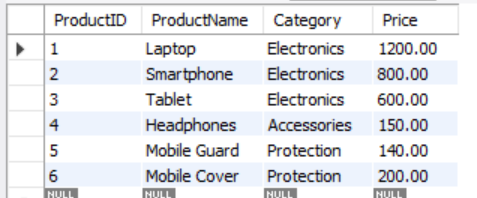 ProductID ProductName Category Price
1 Laptop Electronics 1200.00
2 Smartphone Electronics 800.00
3 Tablet Electronics 600.00
4 Headphones Accessories 150.00
5 Mobile Guard Protection 140.00
6 Mobile Cover Protection 200.00
NULL NULL NULL NULL